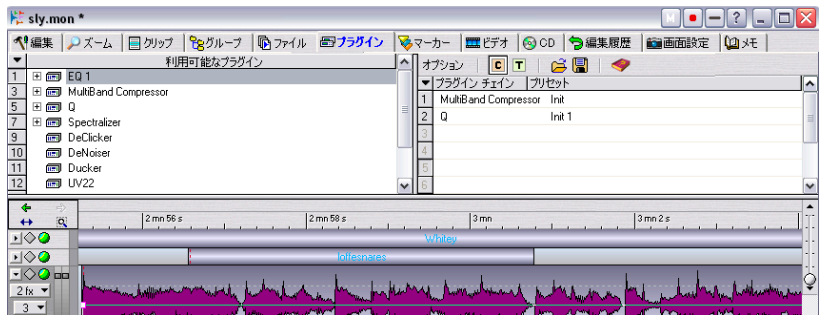 sly.mon *
編集 ズーム クリップ グループ ファイル プラグイン マーカー ビデオ CD 編集履歴 画面設定 メモ
利用可能なプラグイン
オプション C T
プラグイン チェイン プリセット
1 EQ 1
3 MultiBand Compressor
5 Q
7 Spectralizer
9 DeClicker
10 DeNoiser
11 Ducker
12 UV22
1 MultiBand Compressor Init
2 Q Init 1
3
4
5
6
2 mn 56 s 2 mn 58 s 3 mn 3 mn 2 s
Whitey
loffesnares
2 fx
3